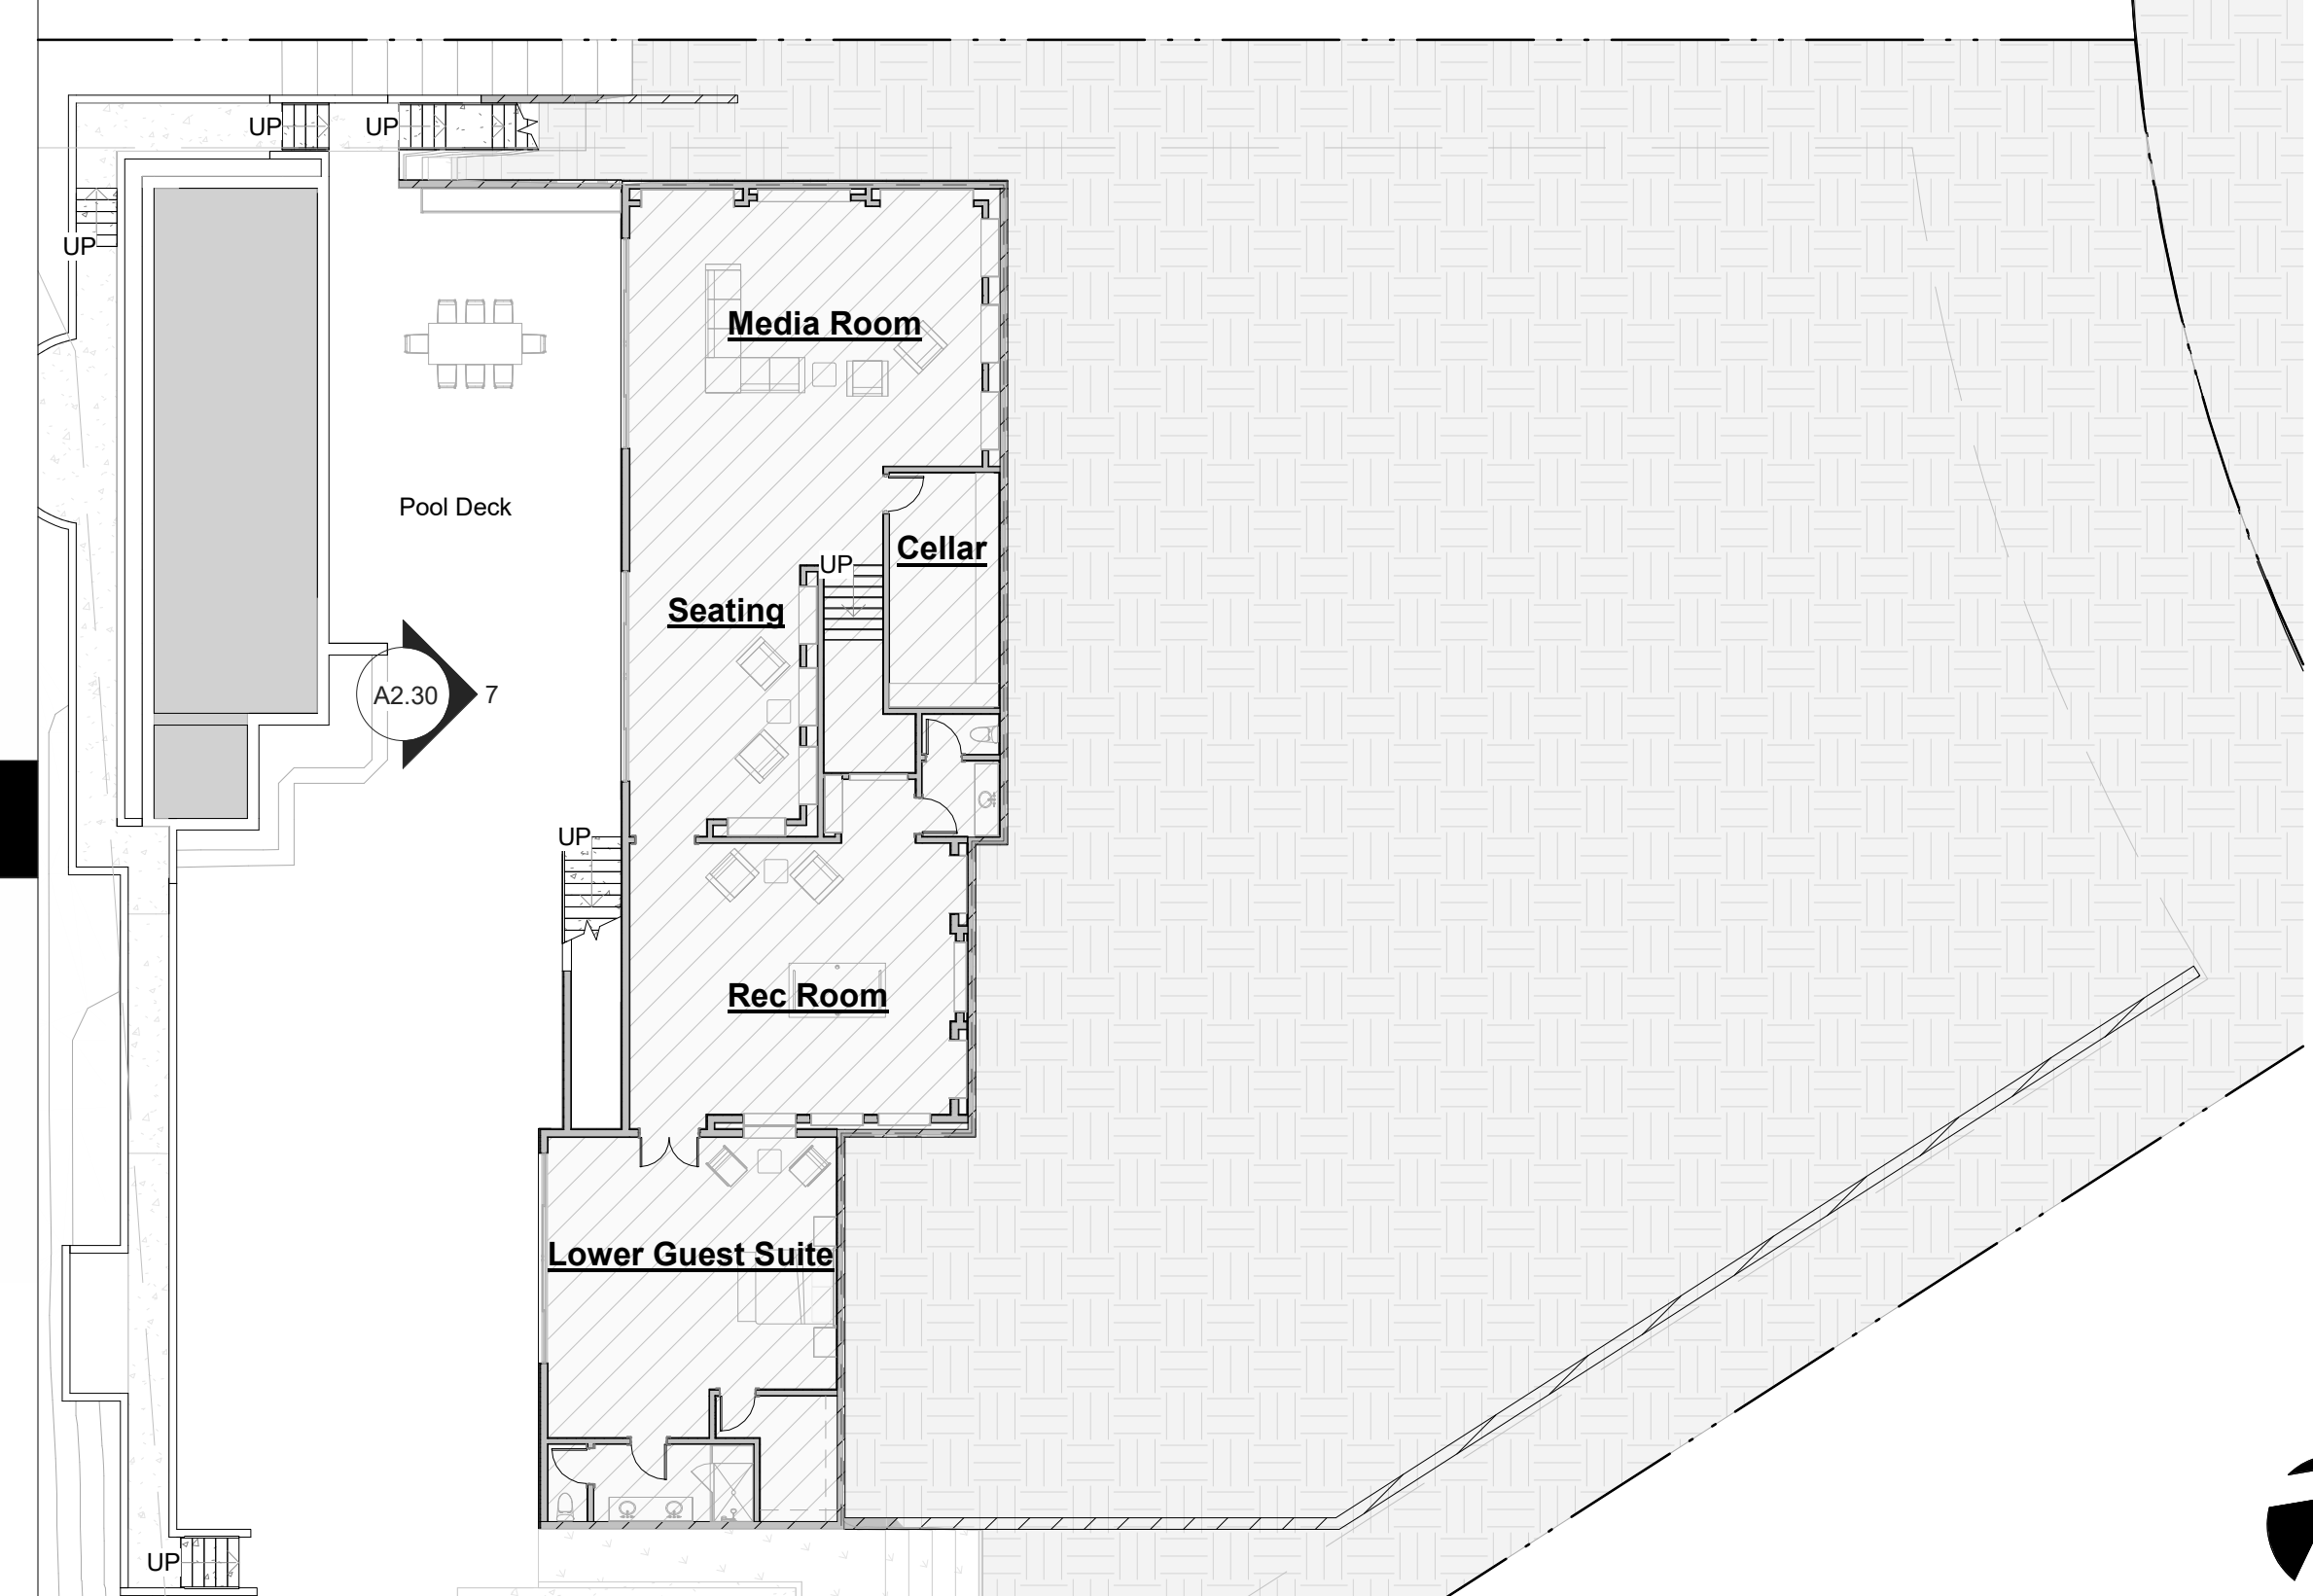 UP
UP
UP
Media Room
Pool Deck
Cellar
UP
Seating
A2.30
7
UP
Rec Room
Lower Guest Suite
UP